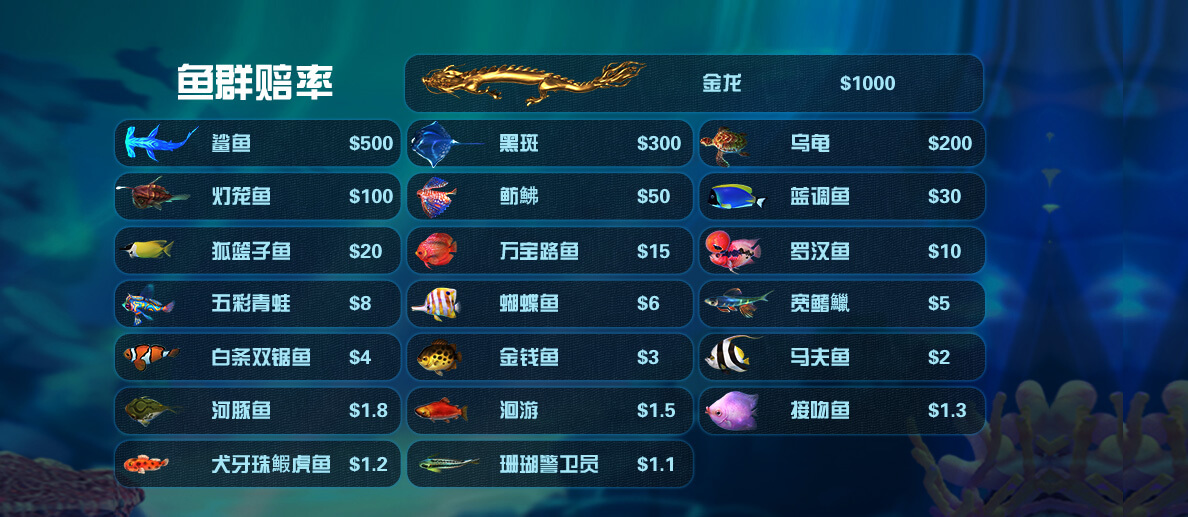 鱼群赔率
金龙 $1000
鲨鱼 $500 黑斑 $300 乌龟 $200
灯笼鱼 $100 鲂鮄 $50 蓝调鱼 $30
狐篮子鱼 $20 万宝路鱼 $15 罗汉鱼 $10
五彩青蛙 $8 蝴蝶鱼 $6 宽鳍鱲 $5
白条双锯鱼 $4 金钱鱼 $3 马夫鱼 $2
河豚鱼 $1.8 洄游 $1.5 接吻鱼 $1.3
犬牙珠鰕虎鱼 $1.2 珊瑚警卫员 $1.1